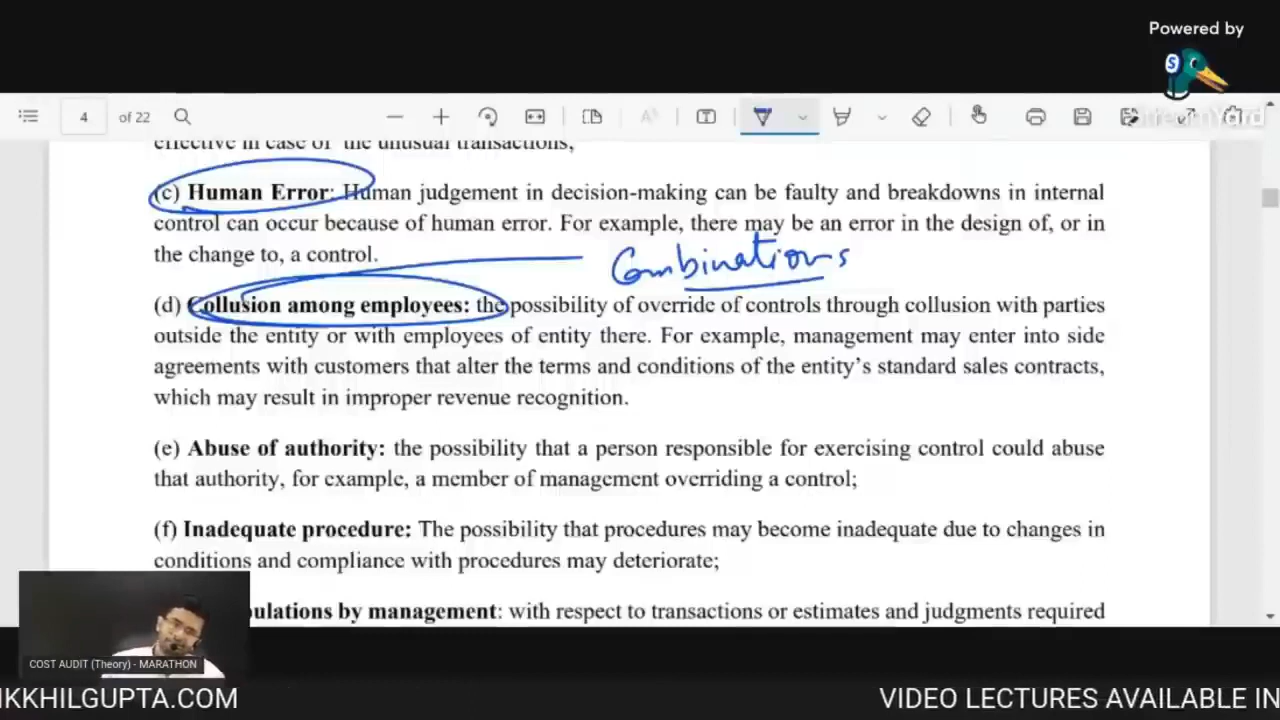 Powered by
S
4 of 22
effective in case of the unusual transactions;
(c) Human Error: Human judgement in decision-making can be faulty and breakdowns in internal
control can occur because of human error. For example, there may be an error in the design of, or in
the change to, a control.
Combinations
(d) Collusion among employees: the possibility of override of controls through collusion with parties
outside the entity or with employees of entity there. For example, management may enter into side
agreements with customers that alter the terms and conditions of the entity's standard sales contracts,
which may result in improper revenue recognition.
(e) Abuse of authority: the possibility that a person responsible for exercising control could abuse
that authority, for example, a member of management overriding a control;
(f) Inadequate procedure: The possibility that procedures may become inadequate due to changes in
conditions and compliance with procedures may deteriorate;
pulations by management: with respect to transactions or estimates and judgments required
COST AUDIT (Theory) - MARATHON
IKKHILGUPTA.COM
VIDEO LECTURES AVAILABLE IN